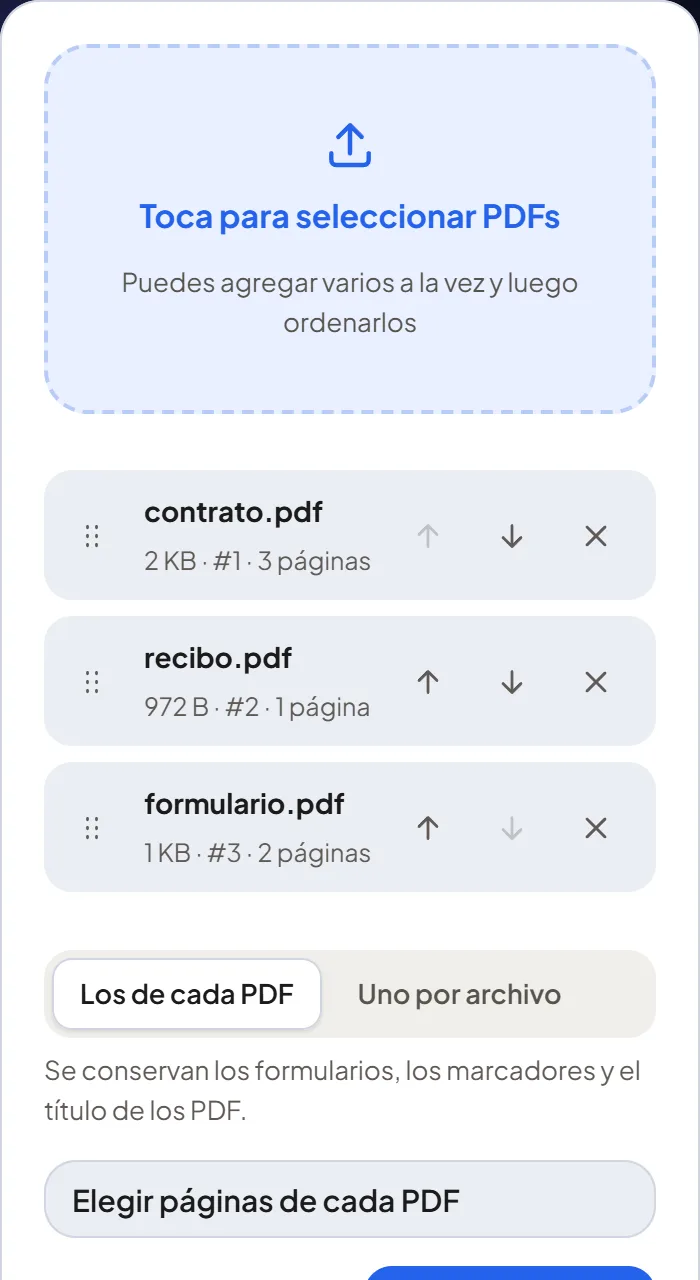 Toca para seleccionar PDFs
Puedes agregar varios a la vez y luego
ordenarlos
contrato.pdf
2 KB · #1 · 3 páginas
recibo.pdf
972 B · #2 · 1 página
formulario.pdf
1 KB · #3 · 2 páginas
Los de cada PDF
Uno por archivo
Se conservan los formularios, los marcadores y el
título de los PDF.
Elegir páginas de cada PDF